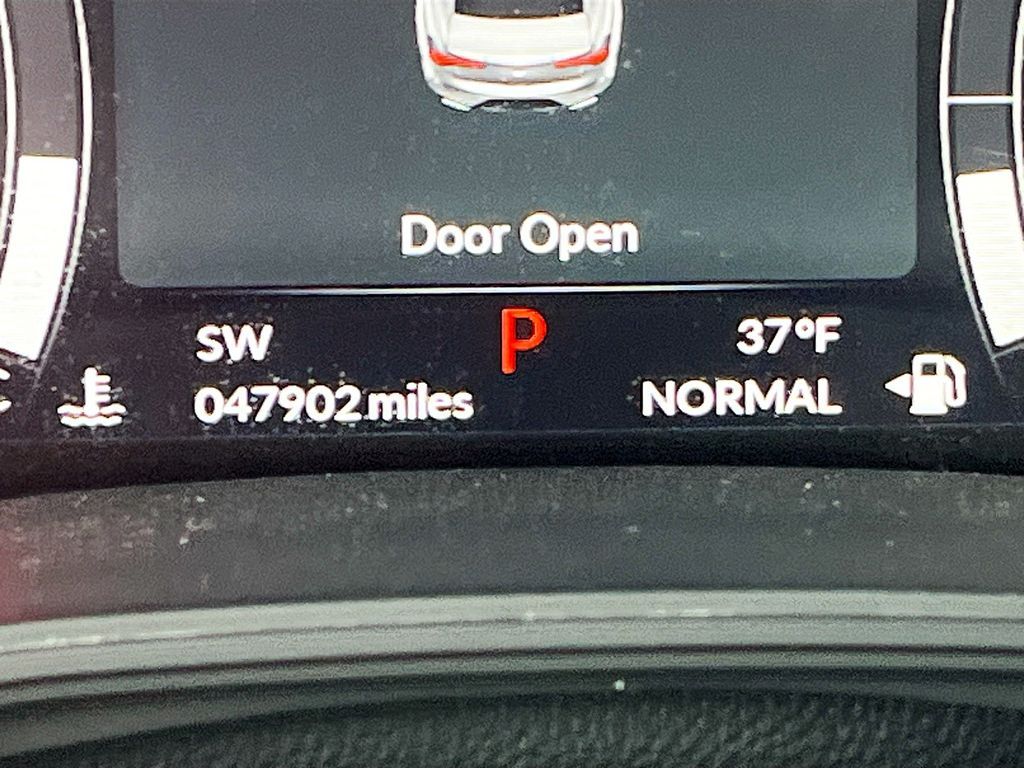 Door Open
SW
P
37°F
047902 miles
NORMAL